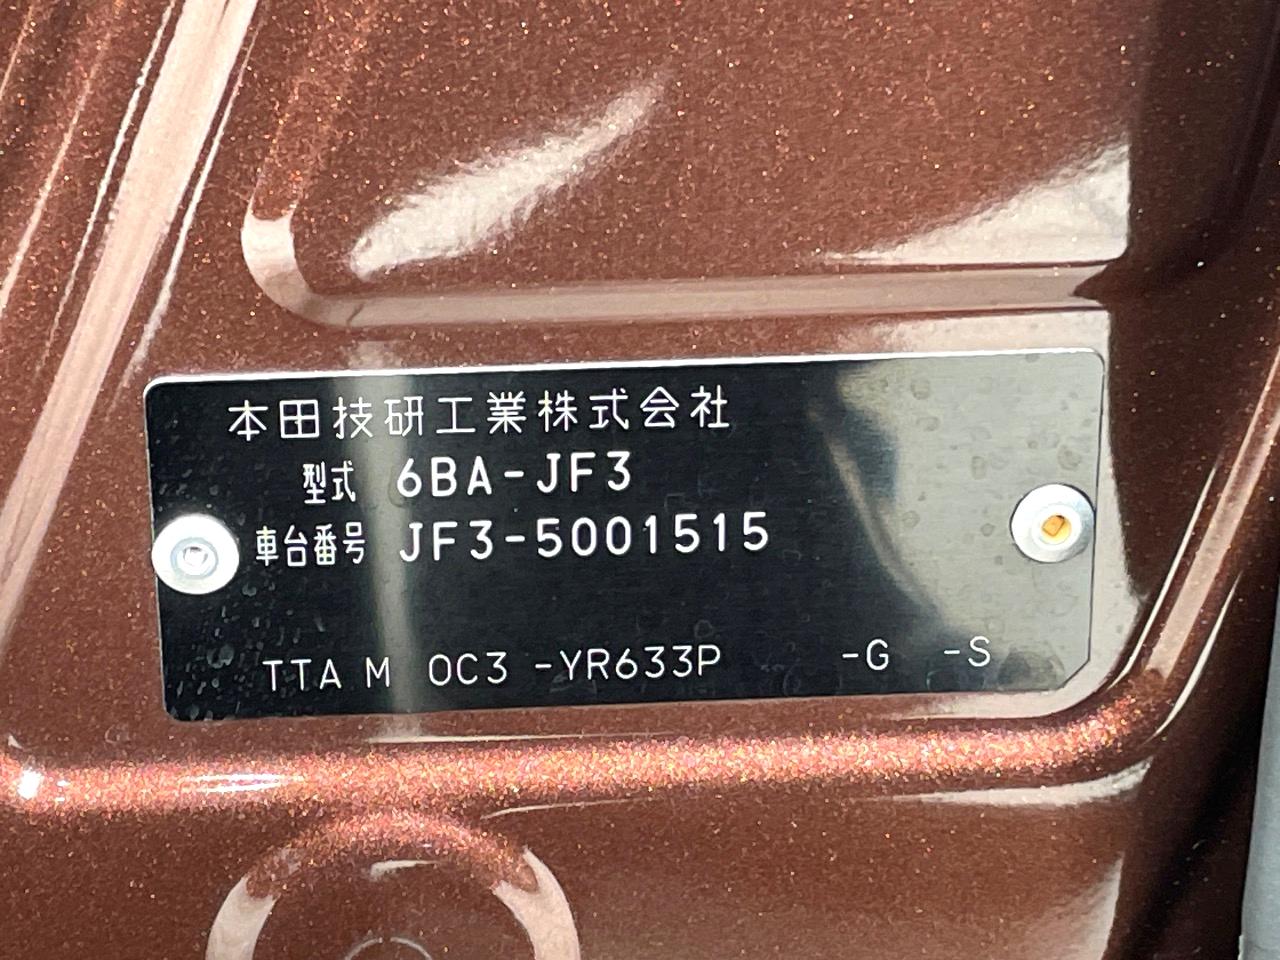 本田技研工業株式会社
型式 6BA-JF3
車台番号 JF3-5001515
TTA M 0C3 -YR633P -G -S